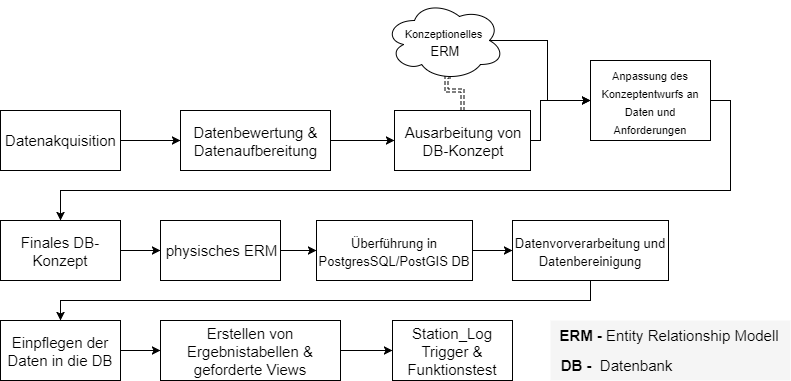 Konzeptionelles
ERM
Datenakquisition
Datenbewertung &
Datenaufbereitung
Ausarbeitung von
DB-Konzept
Anpassung des
Konzeptentwurfs an
Daten und
Anforderungen
Finales DB-
Konzept
physisches ERM
Überführung in
PostgresSQL/PostGIS DB
Datenvorverarbeitung und
Datenbereinigung
Einpflegen der
Daten in die DB
Erstellen von
Ergebnistabellen &
geforderte Views
Station_Log
Trigger &
Funktionstest
ERM - Entity Relationship Modell
DB - Datenbank